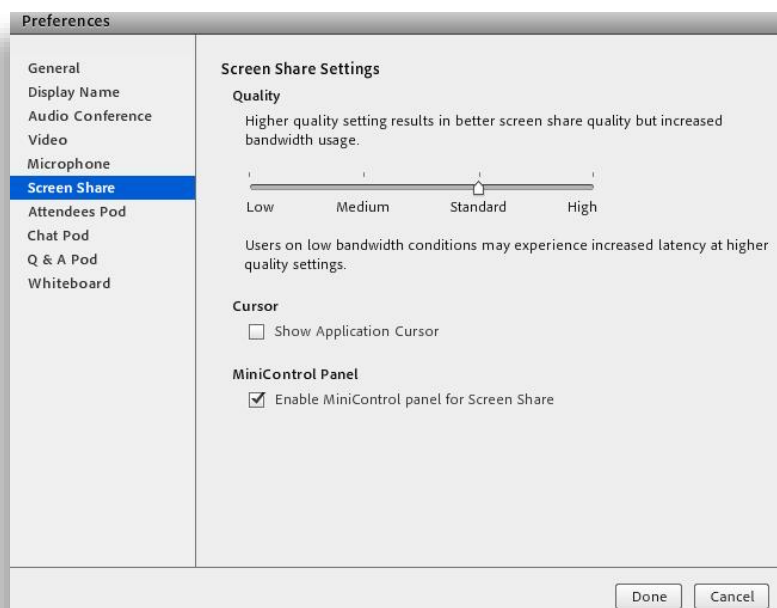 Preferences
General
Display Name
Audio Conference
Video
Microphone
Screen Share
Attendees Pod
Chat Pod
Q & A Pod
Whiteboard
Screen Share Settings
Quality
Higher quality setting results in better screen share quality but increased
bandwidth usage.
Low Medium Standard High
Users on low bandwidth conditions may experience increased latency at higher
quality settings.
Cursor
Show Application Cursor
MiniControl Panel
Enable MiniControl panel for Screen Share
Done Cancel